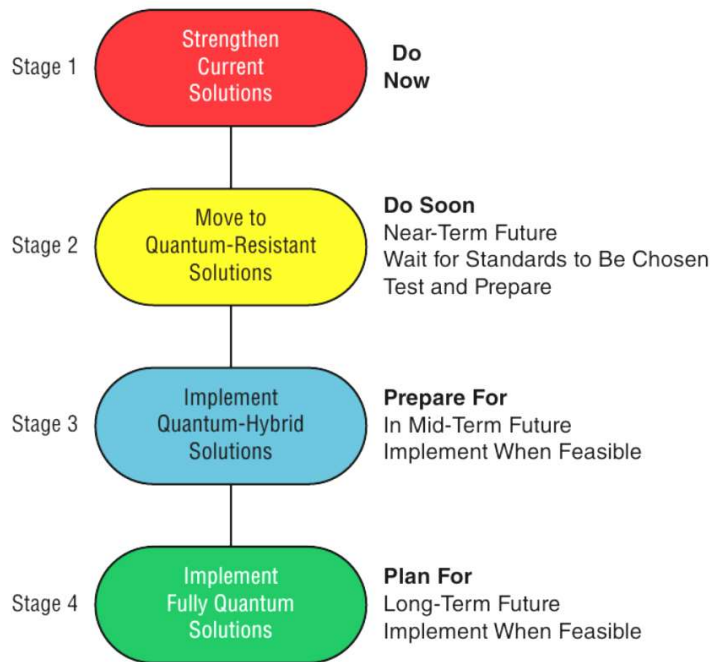 Stage 1
Strengthen
Current
Solutions
Do
Now
Stage 2
Move to
Quantum-Resistant
Solutions
Do Soon
Near-Term Future
Wait for Standards to Be Chosen
Test and Prepare
Stage 3
Implement
Quantum-Hybrid
Solutions
Prepare For
In Mid-Term Future
Implement When Feasible
Stage 4
Implement
Fully Quantum
Solutions
Plan For
Long-Term Future
Implement When Feasible